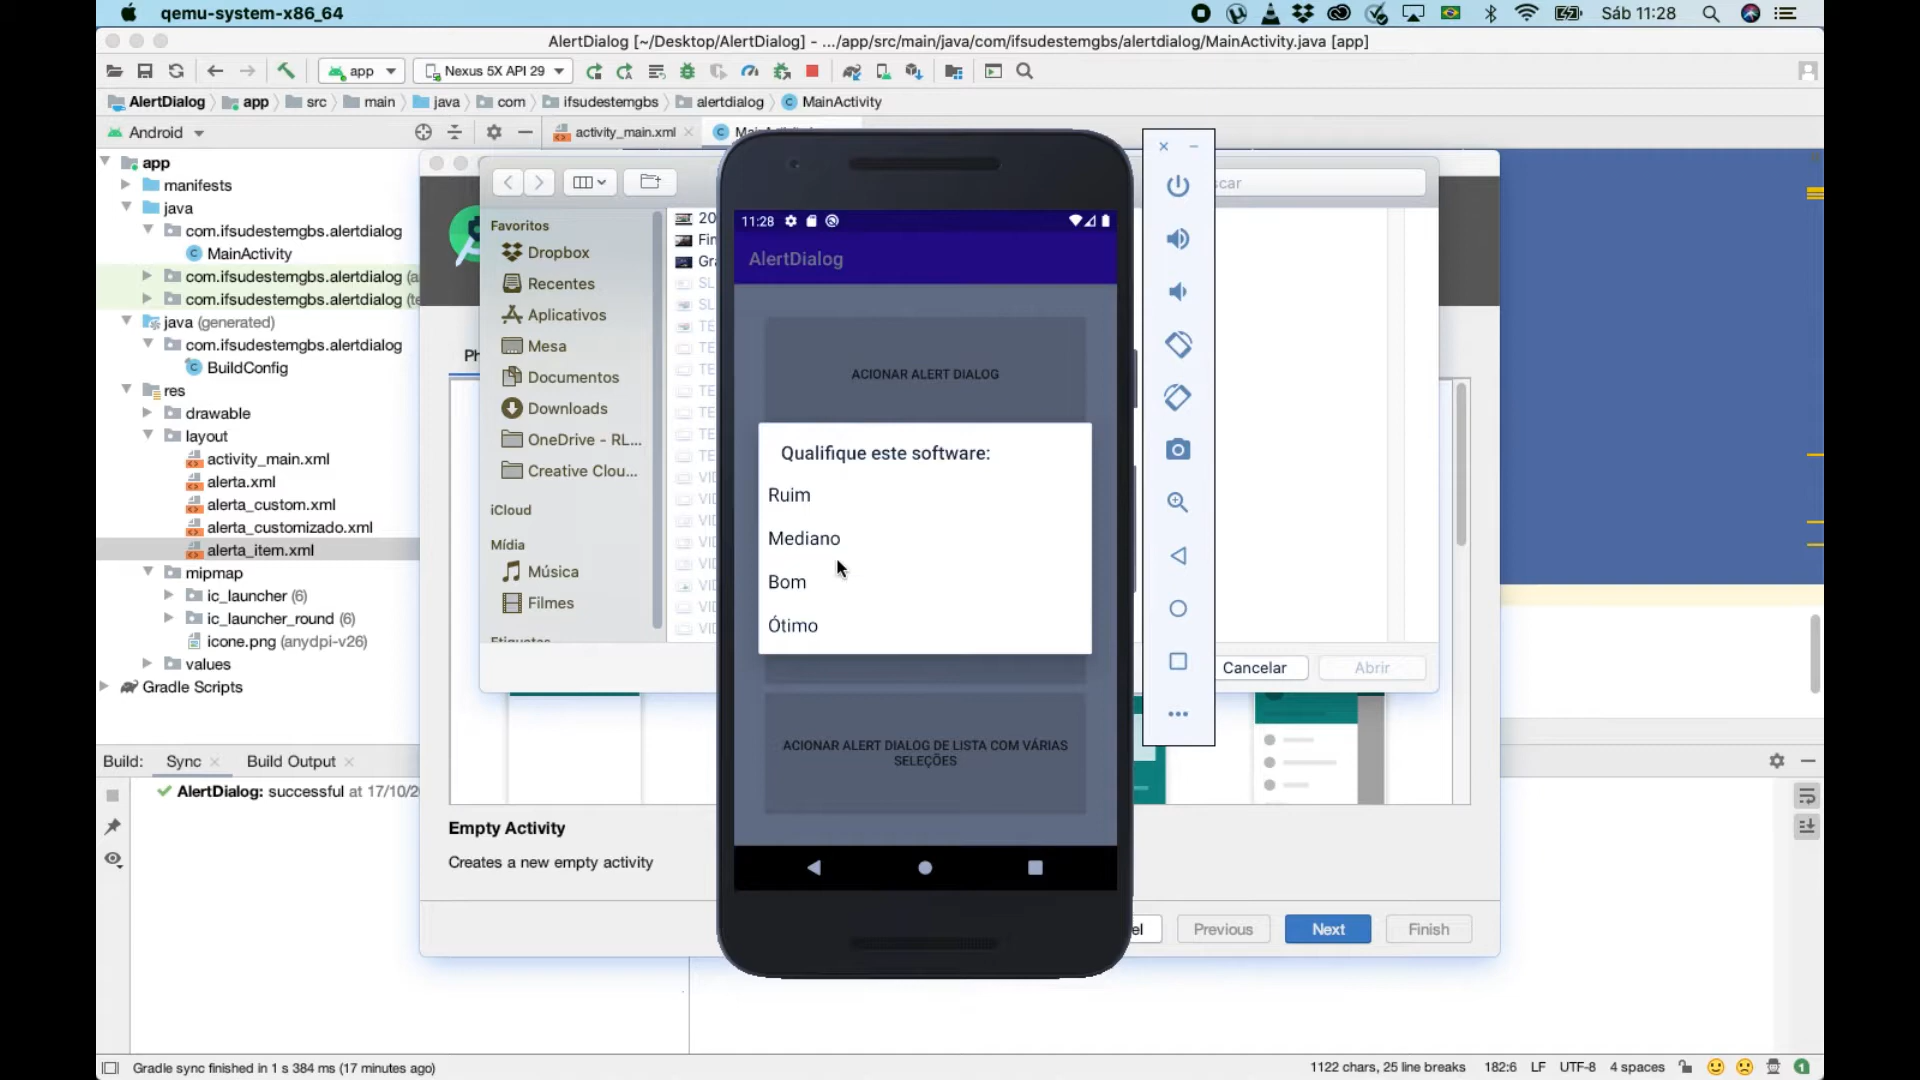 qemu-system-x86_64
Sáb 11:28
AlertDialog [~/Desktop/AlertDialog] - .../app/src/main/java/com/ifsudestemgbs/alertdialog/MainActivity.java [app]
app
Nexus 5X API 29
AlertDialog
app
src
main
java
com
ifsudestemgbs
alertdialog
MainActivity
Android
activity_main.xml
app
manifests
java
com.ifsudestemgbs.alertdialog
MainActivity
com.ifsudestemgbs.alertdialog
com.ifsudestemgbs.alertdialog
java (generated)
com.ifsudestemgbs.alertdialog
BuildConfig
res
drawable
layout
activity_main.xml
alerta.xml
alerta_custom.xml
alerta_customizado.xml
alerta_item.xml
mipmap
ic_launcher (6)
ic_launcher_round (6)
icone.png (anydpi-v26)
values
Gradle Scripts
Favoritos
Dropbox
Recentes
Aplicativos
Mesa
Documentos
Downloads
OneDrive - RL...
Creative Clou...
iCloud
Mídia
Música
Filmes
11:28
AlertDialog
ACIONAR ALERT DIALOG
Qualifique este software:
Ruim
Mediano
Bom
Ótimo
ACIONAR ALERT DIALOG DE LISTA COM VÁRIAS
SELEÇÕES
Cancelar
Abrir
Build:
Sync
Build Output
AlertDialog: successful at 17/10/2
Empty Activity
Creates a new empty activity
Previous
Next
Finish
Gradle sync finished in 1 s 384 ms (17 minutes ago)
1122 chars, 25 line breaks
182:6
LF
UTF-8
4 spaces
1